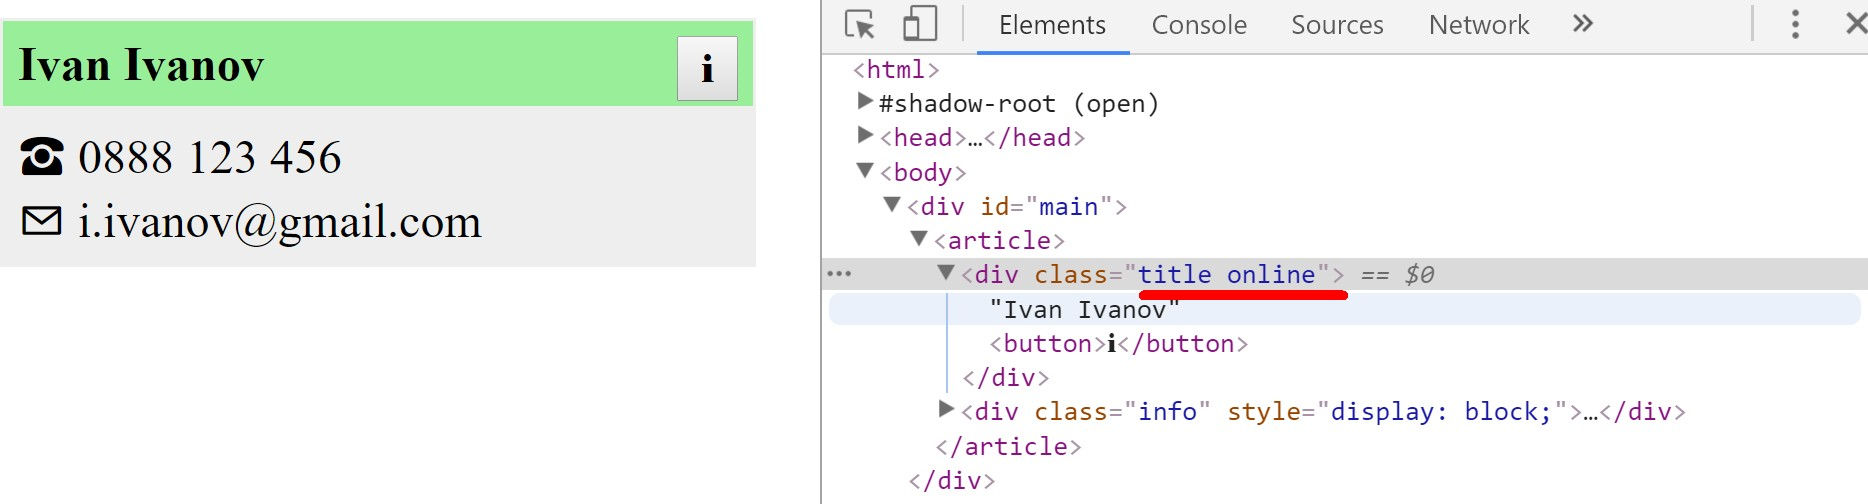 Ivan Ivanov
i
☎ 0888 123 456
✉ i.ivanov@gmail.com
Elements Console Sources Network »
<html>
▶#shadow-root (open)
▶<head>…</head>
▼<body>
▼<div id="main">
▼<article>
… ▼<div class="title online"> == $0
"Ivan Ivanov"
<button>ℹ</button>
</div>
▶<div class="info" style="display: block;">…</div>
</article>
</div>